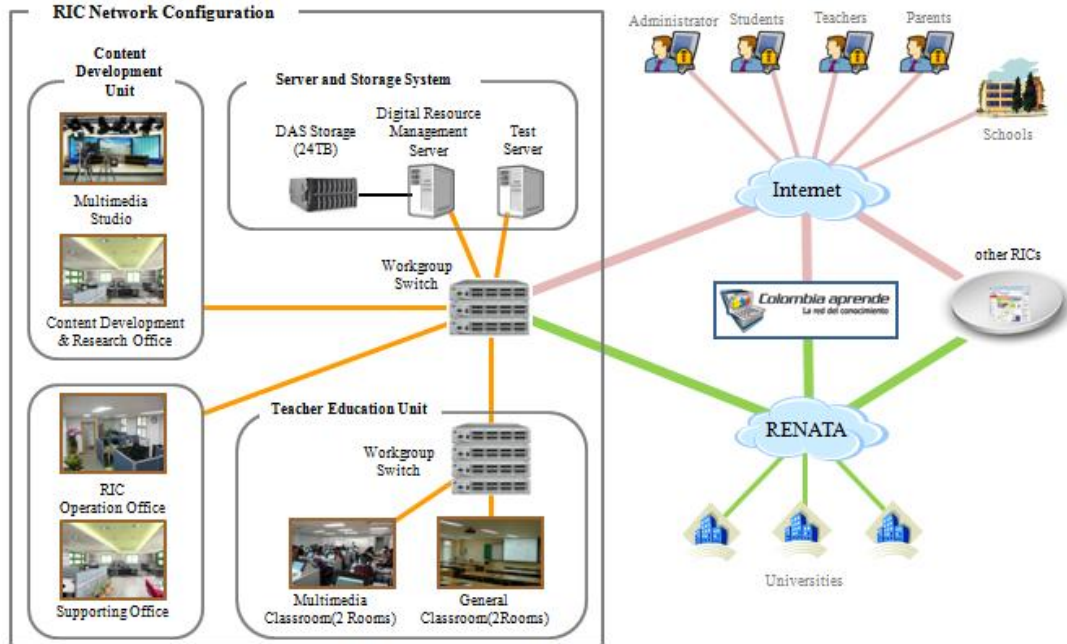 RIC Network Configuration
Content
Development
Unit
Multimedia
Studio
Content Development
& Research Office
Server and Storage System
DAS Storage
(24TB)
Digital Resource
Management
Server
Test
Server
Workgroup
Switch
RIC
Operation Office
Supporting Office
Teacher Education Unit
Workgroup
Switch
Multimedia
Classroom(2 Rooms)
General
Classroom(2Rooms)
Administrator
Students
Teachers
Parents
Schools
Internet
Colombia aprende
La red del conocimiento
other RICs
RENATA
Universities